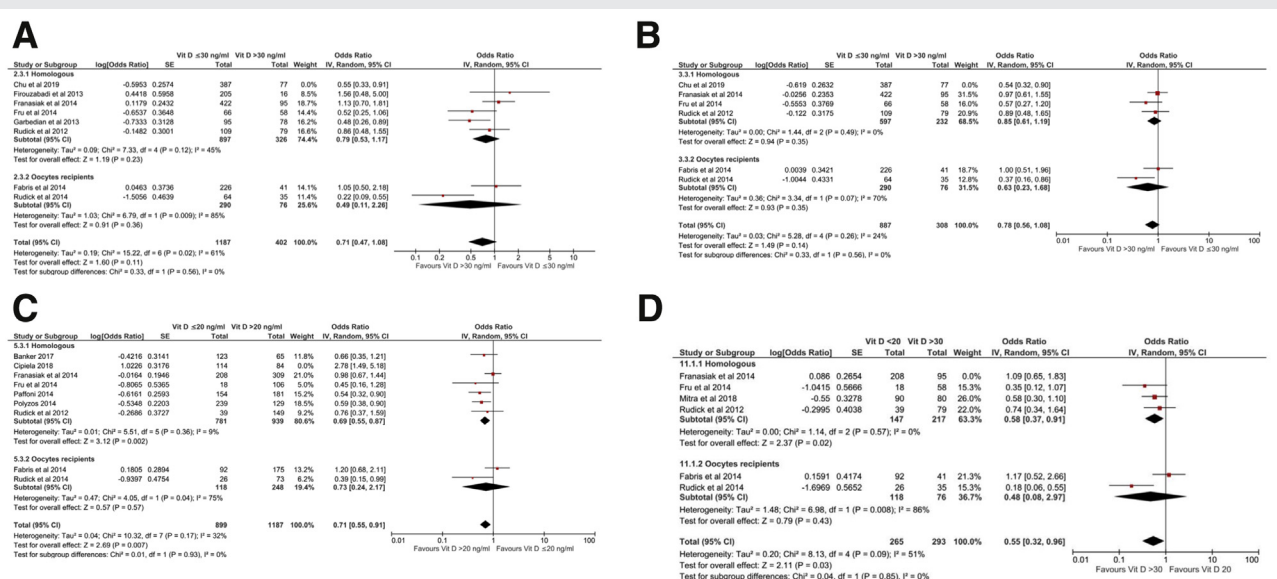 A
Vit D ≤30 ng/ml Vit D >30 ng/ml Odds Ratio Odds Ratio
Study or Subgroup log[Odds Ratio] SE Total Total Weight IV, Random, 95% CI IV, Random, 95% CI
2.3.1 Homologous
Chu et al 2019 -0.5953 0.2574 387 77 0.0% 0.55 [0.33, 0.91]
Firouzabadi et al 2013 0.4418 0.5958 205 16 8.5% 1.56 [0.48, 5.00]
Franasiak et al 2014 0.1179 0.2432 422 95 18.7% 1.13 [0.70, 1.81]
Fru et al 2014 -0.6537 0.3648 66 58 14.4% 0.52 [0.25, 1.06]
Garbedian et al 2013 -0.7333 0.3128 95 78 16.2% 0.48 [0.26, 0.89]
Rudick et al 2012 -0.1482 0.3001 109 79 16.7% 0.86 [0.48, 1.55]
Subtotal (95% CI) 897 326 74.4% 0.79 [0.53, 1.17]
Heterogeneity: Tau² = 0.09; Chi² = 7.33, df = 4 (P = 0.12); I² = 45%
Test for overall effect: Z = 1.19 (P = 0.23)
2.3.2 Oocytes recipients
Fabris et al 2014 0.0463 0.3736 226 41 14.1% 1.05 [0.50, 2.18]
Rudick et al 2014 -1.5056 0.4639 64 35 11.5% 0.22 [0.09, 0.55]
Subtotal (95% CI) 290 76 25.6% 0.49 [0.11, 2.26]
Heterogeneity: Tau² = 1.03; Chi² = 6.79, df = 1 (P = 0.009); I² = 85%
Test for overall effect: Z = 0.91 (P = 0.36)
Total (95% CI) 1187 402 100.0% 0.71 [0.47, 1.08]
Heterogeneity: Tau² = 0.19; Chi² = 15.22, df = 6 (P = 0.02); I² = 61%
Test for overall effect: Z = 1.60 (P = 0.11)
Test for subgroup differences: Chi² = 0.33, df = 1 (P = 0.56), I² = 0%
0.1 0.2 0.5 1 2 5 10
Favours Vit D >30 ng/ml Favours Vit D ≤30 ng/ml
B
Vit D ≤30 ng/ml Vit D >30 ng/ml Odds Ratio Odds Ratio
Study or Subgroup log[Odds Ratio] SE Total Total Weight IV, Random, 95% CI IV, Random, 95% CI
3.3.1 Homologous
Chu et al 2019 -0.619 0.2632 387 77 0.0% 0.54 [0.32, 0.90]
Franasiak et al 2014 -0.0256 0.2353 422 95 31.5% 0.97 [0.61, 1.55]
Fru et al 2014 -0.5553 0.3769 66 58 16.4% 0.57 [0.27, 1.20]
Rudick et al 2012 -0.122 0.3175 109 79 20.9% 0.89 [0.48, 1.65]
Subtotal (95% CI) 597 232 68.5% 0.85 [0.61, 1.19]
Heterogeneity: Tau² = 0.00; Chi² = 1.44, df = 2 (P = 0.49); I² = 0%
Test for overall effect: Z = 0.94 (P = 0.35)
3.3.2 Oocytes recipients
Fabris et al 2014 0.0039 0.3421 226 41 18.7% 1.00 [0.51, 1.96]
Rudick et al 2014 -1.0044 0.4331 64 35 12.8% 0.37 [0.16, 0.86]
Subtotal (95% CI) 290 76 31.5% 0.63 [0.23, 1.68]
Heterogeneity: Tau² = 0.36; Chi² = 3.34, df = 1 (P = 0.07); I² = 70%
Test for overall effect: Z = 0.93 (P = 0.35)
Total (95% CI) 887 308 100.0% 0.78 [0.56, 1.08]
Heterogeneity: Tau² = 0.03; Chi² = 5.28, df = 4 (P = 0.26); I² = 24%
Test for overall effect: Z = 1.49 (P = 0.14)
Test for subgroup differences: Chi² = 0.33, df = 1 (P = 0.56), I² = 0%
0.01 0.1 1 10 100
Favours Vit D >30 ng/ml Favours Vit D ≤30 ng/ml
C
Vit D ≤20 ng/ml Vit D >20 ng/ml Odds Ratio Odds Ratio
Study or Subgroup log[Odds Ratio] SE Total Total Weight IV, Random, 95% CI IV, Random, 95% CI
5.3.1 Homologous
Banker 2017 -0.4216 0.3141 123 65 11.8% 0.66 [0.35, 1.21]
Cipiela 2018 1.0226 0.3176 114 84 0.0% 2.78 [1.49, 5.18]
Franasiak et al 2014 -0.0164 0.1946 208 309 21.0% 0.98 [0.67, 1.44]
Fru et al 2014 -0.8065 0.5365 18 106 5.0% 0.45 [0.16, 1.28]
Paffoni 2014 -0.6161 0.2593 154 181 15.3% 0.54 [0.32, 0.90]
Polyzos 2014 -0.5348 0.2203 239 129 18.5% 0.59 [0.38, 0.90]
Rudick et al 2012 -0.2686 0.3727 39 149 9.1% 0.76 [0.37, 1.59]
Subtotal (95% CI) 781 939 80.6% 0.69 [0.55, 0.87]
Heterogeneity: Tau² = 0.01; Chi² = 5.51, df = 5 (P = 0.36); I² = 9%
Test for overall effect: Z = 3.12 (P = 0.002)
5.3.2 Oocytes recipients
Fabris et al 2014 0.1805 0.2894 92 175 13.2% 1.20 [0.68, 2.11]
Rudick et al 2014 -0.9397 0.4754 26 73 6.2% 0.39 [0.15, 0.99]
Subtotal (95% CI) 118 248 19.4% 0.73 [0.24, 2.17]
Heterogeneity: Tau² = 0.47; Chi² = 4.05, df = 1 (P = 0.04); I² = 75%
Test for overall effect: Z = 0.57 (P = 0.57)
Total (95% CI) 899 1187 100.0% 0.71 [0.55, 0.91]
Heterogeneity: Tau² = 0.04; Chi² = 10.32, df = 7 (P = 0.17); I² = 32%
Test for overall effect: Z = 2.69 (P = 0.007)
Test for subgroup differences: Chi² = 0.01, df = 1 (P = 0.93), I² = 0%
0.01 0.1 1 10 100
Favours Vit D >20 ng/ml Favours Vit D ≤20 ng/ml
D
Vit D <20 Vit D >30 Odds Ratio Odds Ratio
Study or Subgroup log[Odds Ratio] SE Total Total Weight IV, Random, 95% CI IV, Random, 95% CI
11.1.1 Homologous
Franasiak et al 2014 0.086 0.2654 208 95 0.0% 1.09 [0.65, 1.83]
Fru et al 2014 -1.0415 0.5666 18 58 15.2% 0.35 [0.12, 1.07]
Mitra et al 2018 -0.55 0.3278 90 80 26.0% 0.58 [0.30, 1.10]
Rudick et al 2012 -0.2995 0.4038 39 79 22.0% 0.74 [0.34, 1.64]
Subtotal (95% CI) 147 217 63.3% 0.58 [0.37, 0.91]
Heterogeneity: Tau² = 0.00; Chi² = 1.14, df = 2 (P = 0.57); I² = 0%
Test for overall effect: Z = 2.37 (P = 0.02)
11.1.2 Oocytes recipients
Fabris et al 2014 0.1591 0.4174 92 41 21.3% 1.17 [0.52, 2.66]
Rudick et al 2014 -1.6969 0.5652 26 35 15.3% 0.18 [0.06, 0.55]
Subtotal (95% CI) 118 76 36.7% 0.48 [0.08, 2.97]
Heterogeneity: Tau² = 1.48; Chi² = 6.98, df = 1 (P = 0.008); I² = 86%
Test for overall effect: Z = 0.79 (P = 0.43)
Total (95% CI) 265 293 100.0% 0.55 [0.32, 0.96]
Heterogeneity: Tau² = 0.20; Chi² = 8.13, df = 4 (P = 0.09); I² = 51%
Test for overall effect: Z = 2.11 (P = 0.03)
Test for subgroup differences: Chi² = 0.04, df = 1 (P = 0.85), I² = 0%
0.01 0.1 1 10 100
Favours Vit D >30 Favours Vit D 20